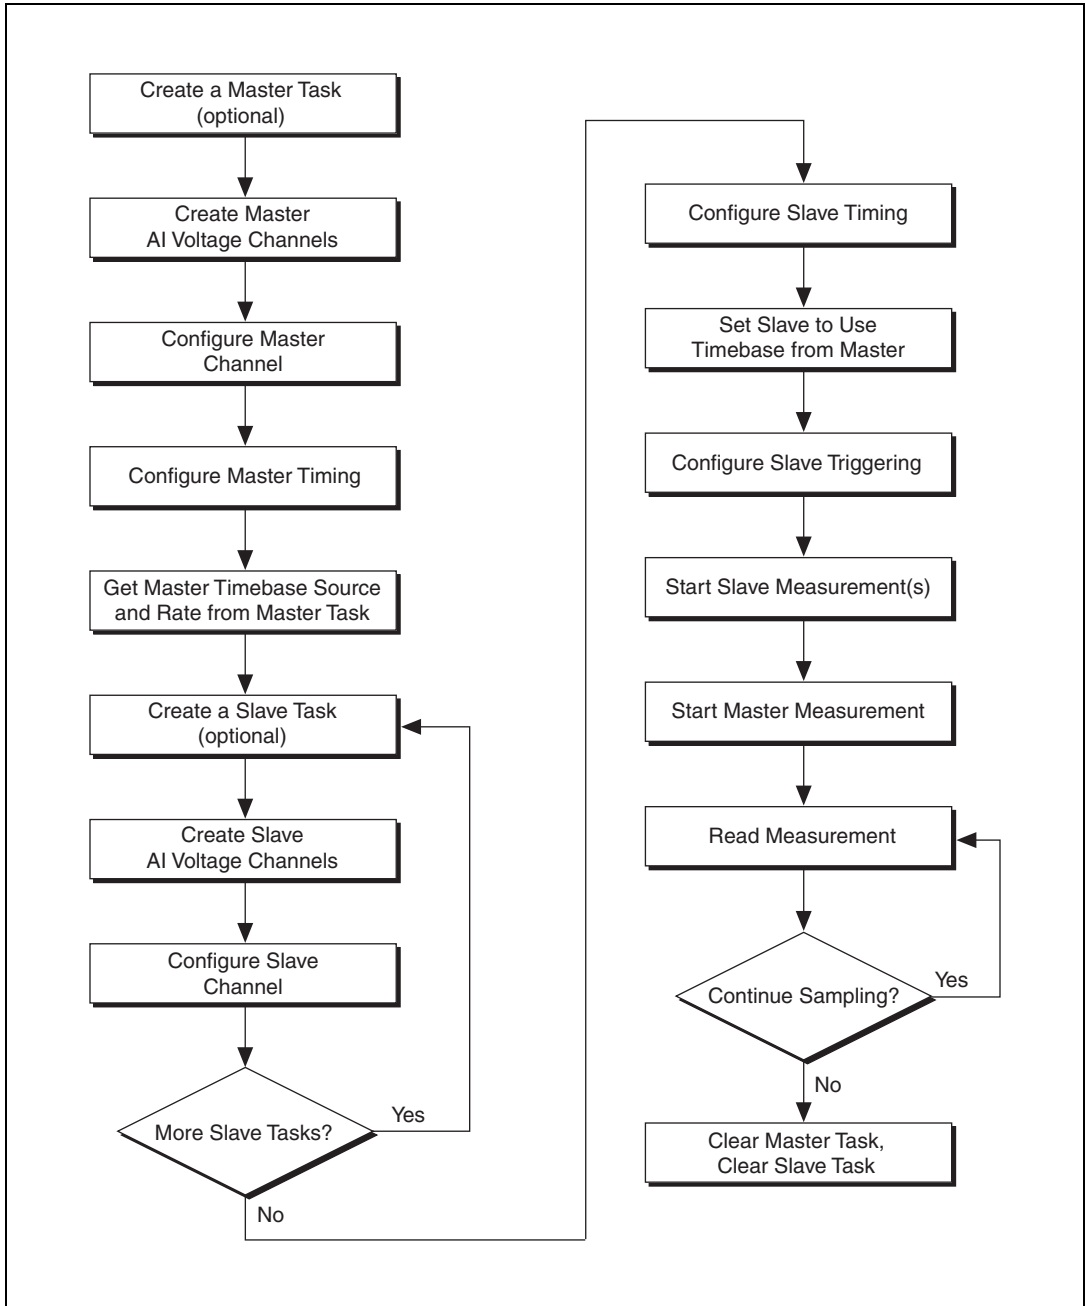 Create a Master Task
(optional)
Create Master
AI Voltage Channels
Configure Master
Channel
Configure Master Timing
Get Master Timebase Source
and Rate from Master Task
Create a Slave Task
(optional)
Create Slave
AI Voltage Channels
Configure Slave
Channel
More Slave Tasks?
Yes
No
Configure Slave Timing
Set Slave to Use
Timebase from Master
Configure Slave Triggering
Start Slave Measurement(s)
Start Master Measurement
Read Measurement
Continue Sampling?
Yes
No
Clear Master Task,
Clear Slave Task